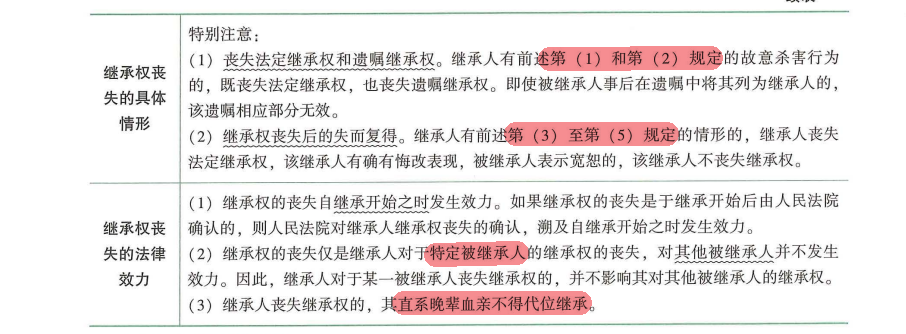 特别注意：
（1）丧失法定继承权和遗嘱继承权。继承人有前述第（1）和第（2）规定的故意杀害行为
的，既丧失法定继承权，也丧失遗嘱继承权。即使被继承人事后在遗嘱中将其列为继承人的，
该遗嘱相应部分无效。
（2）继承权丧失后的失而复得。继承人有前述第（3）至第（5）规定的情形的，继承人丧失
法定继承权，该继承人有确有悔改表现，被继承人表示宽恕的，该继承人不丧失继承权。
继承权丧
失的具体
情形
（1）继承权的丧失自继承开始之时发生效力。如果继承权的丧失是于继承开始后由人民法院
确认的，则人民法院对继承人继承权丧失的确认，溯及自继承开始之时发生效力。
（2）继承权的丧失仅是继承人对于特定被继承人的继承权的丧失，对其他被继承人并不发生
效力。因此，继承人对于某一被继承人丧失继承权的，并不影响其对其他被继承人的继承权。
（3）继承人丧失继承权的，其直系晚辈血亲不得代位继承。
继承权丧
失的法律
效力